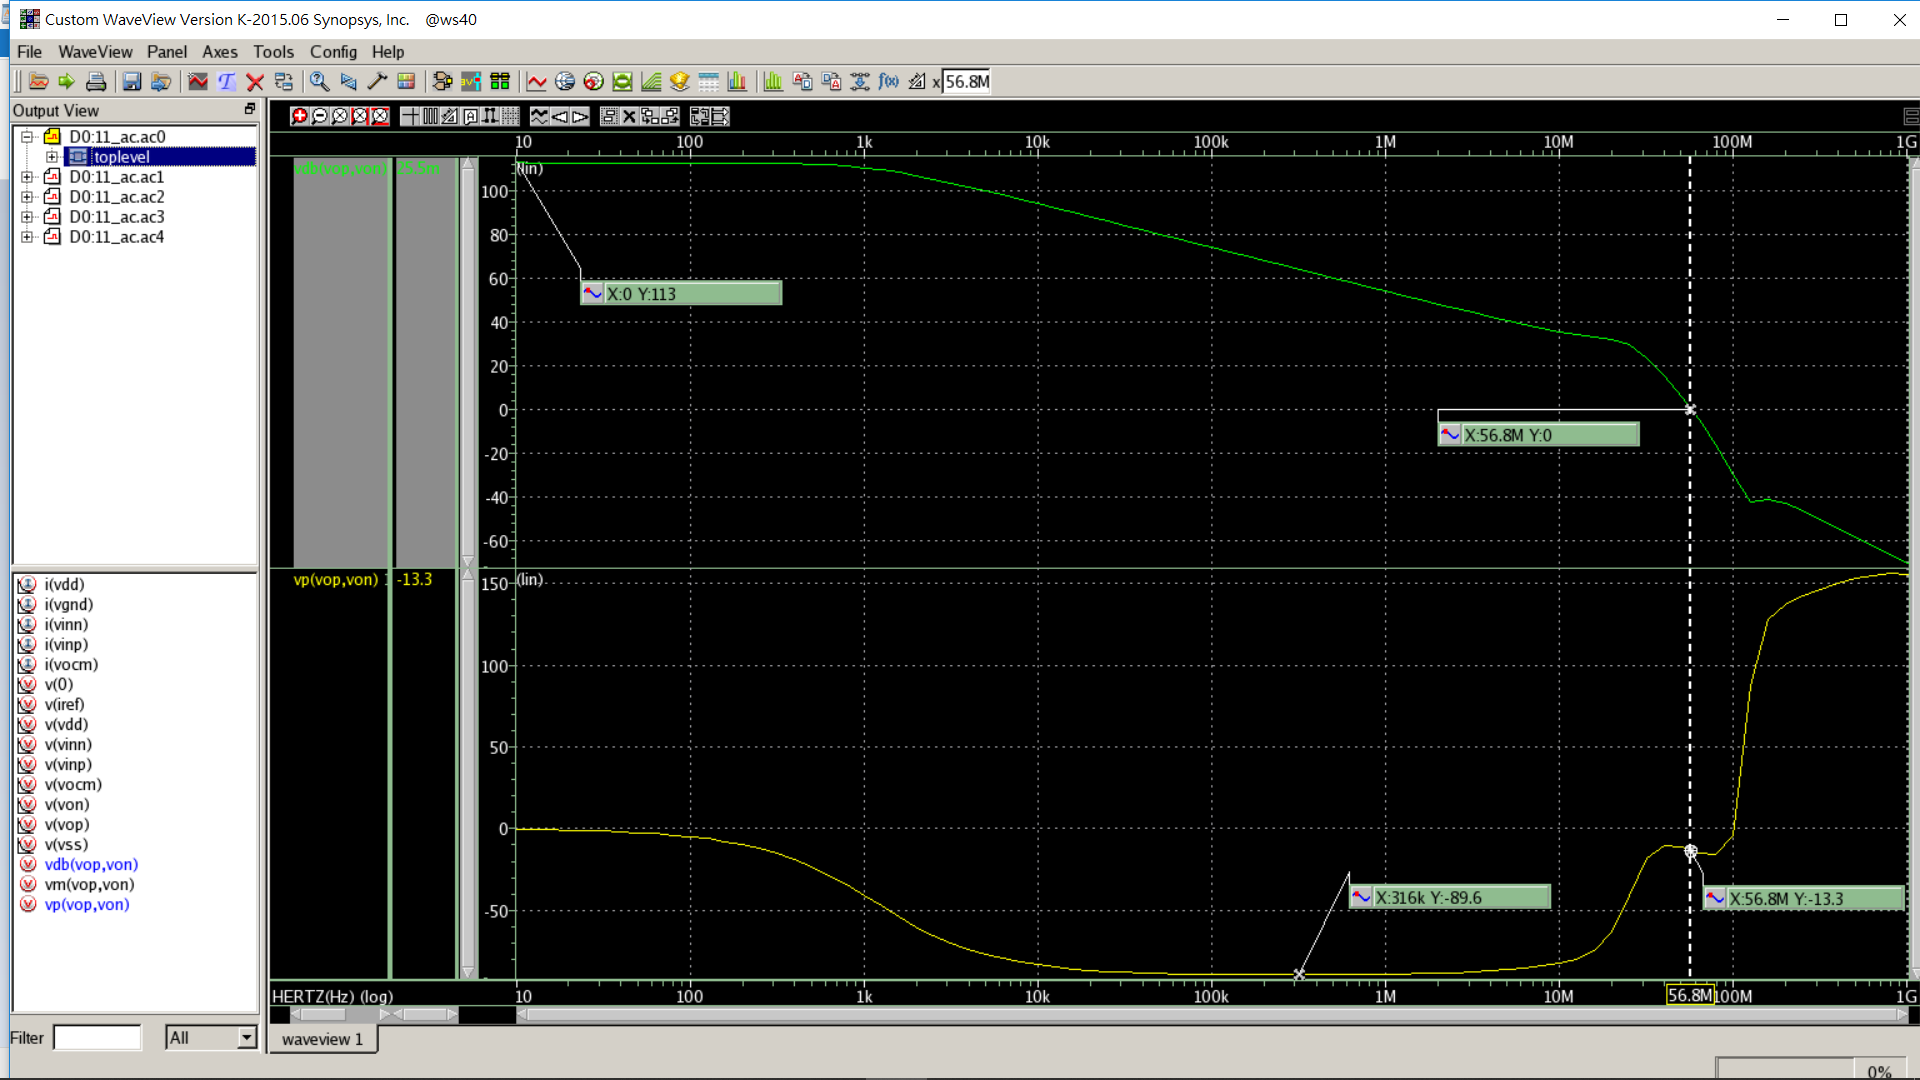 Custom WaveView Version K-2015.06 Synopsys, Inc. @ws40
File WaveView Panel Axes Tools Config Help
x 56.8M
Output View
D0:11_ac.ac0
toplevel
D0:11_ac.ac1
D0:11_ac.ac2
D0:11_ac.ac3
D0:11_ac.ac4
i(vdd)
i(vgnd)
i(vinn)
i(vinp)
i(vocm)
v(0)
v(iref)
v(vdd)
v(vinn)
v(vinp)
v(vocm)
v(von)
v(vop)
v(vss)
vdb(vop,von)
vm(vop,von)
vp(vop,von)
Filter All
10 100 1k 10k 100k 1M 10M 100M 1G
vdb(vop,von) 25.5m
(lin)
100
80
60
40
20
0
-20
-40
-60
X:0 Y:113
X:56.8M Y:0
vp(vop,von) -13.3
(lin)
150
100
50
0
-50
X:316k Y:-89.6
X:56.8M Y:-13.3
HERTZ(Hz) (log) 10 100 1k 10k 100k 1M 10M 56.8M 100M 1G
waveview 1
0%